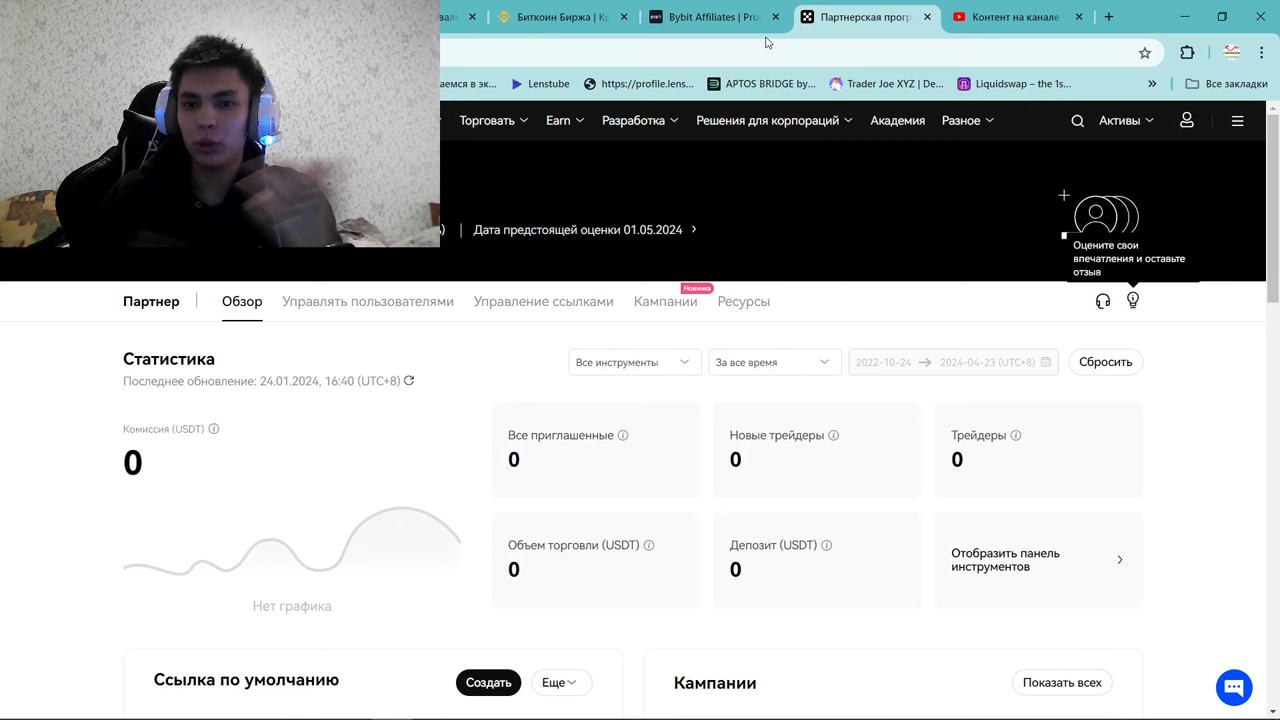 Биткоин Биржа | Кр
Bybit Affiliates | Pro
Партнерская прогр
Контент на канале
аемся в эк...
Lenstube
https://profile.lens...
APTOS BRIDGE by...
Trader Joe XYZ | De...
Liquidswap – the 1s...
»
Все закладки
Торговать
Earn
Разработка
Решения для корпораций
Академия
Разное
Активы
Дата предстоящей оценки 01.05.2024
Оцените свои
впечатления и оставьте
отзыв
Партнер
Обзор
Управлять пользователями
Управление ссылками
Кампании
Новинка
Ресурсы
Статистика
Последнее обновление: 24.01.2024, 16:40 (UTC+8)
Все инструменты
За все время
2022-10-24 → 2024-04-23 (UTC+8)
Сбросить
Комиссия (USDT)
0
Нет графика
Все приглашенные
0
Новые трейдеры
0
Трейдеры
0
Объем торговли (USDT)
0
Депозит (USDT)
0
Отобразить панель
инструментов
Ссылка по умолчанию
Создать
Еще
Кампании
Показать всех